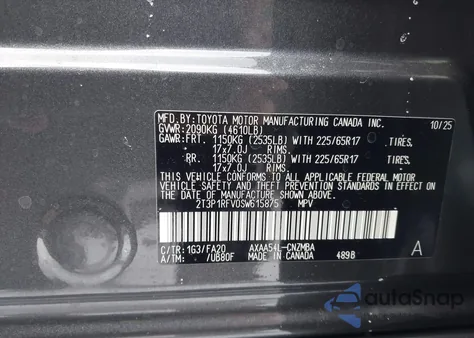 MFD.BY:TOYOTA MOTOR MANUFACTURING CANADA INC. 10/25
GVWR:2090KG (4610LB)
GAWR:FRT. 1150KG (2535LB) WITH 225/65R17 TIRES,
17x7.0J RIMS,
RR. 1150KG (2535LB) WITH 225/65R17 TIRES,
17x7.0J RIMS,
THIS VEHICLE CONFORMS TO ALL APPLICABLE FEDERAL MOTOR
VEHICLE SAFETY AND THEFT PREVENTION STANDARDS IN EFFECT ON
THE DATE OF MANUFACTURE SHOWN ABOVE.
2T3P1RFV0SW615875 MPV
C/TR:1G3/FA20 AXAA54L-CNZMBA A
A/TM: /UB80F MADE IN CANADA 4898
autoSnap